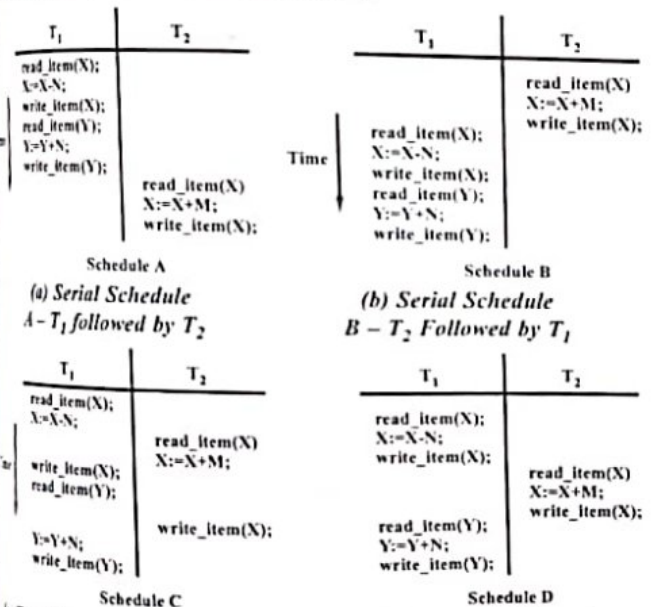 T₁ T₂
read_item(X);
X:=X-N;
write_item(X);
read_item(Y);
Y:=Y+N;
write_item(Y);
read_item(X)
X:=X+M;
write_item(X);
Schedule A
(a) Serial Schedule
A – T₁ followed by T₂
T₁ T₂
read_item(X)
X:=X+M;
write_item(X);
Time
read_item(X);
X:=X-N;
write_item(X);
read_item(Y);
Y:=Y+N;
write_item(Y);
Schedule B
(b) Serial Schedule
B – T₂ Followed by T₁
T₁ T₂
read_item(X);
X:=X-N;
read_item(X)
X:=X+M;
write_item(X);
read_item(Y);
write_item(X);
Y:=Y+N;
write_item(Y);
Schedule C
T₁ T₂
read_item(X);
X:=X-N;
write_item(X);
read_item(X)
X:=X+M;
write_item(X);
read_item(Y);
Y:=Y+N;
write_item(Y);
Schedule D